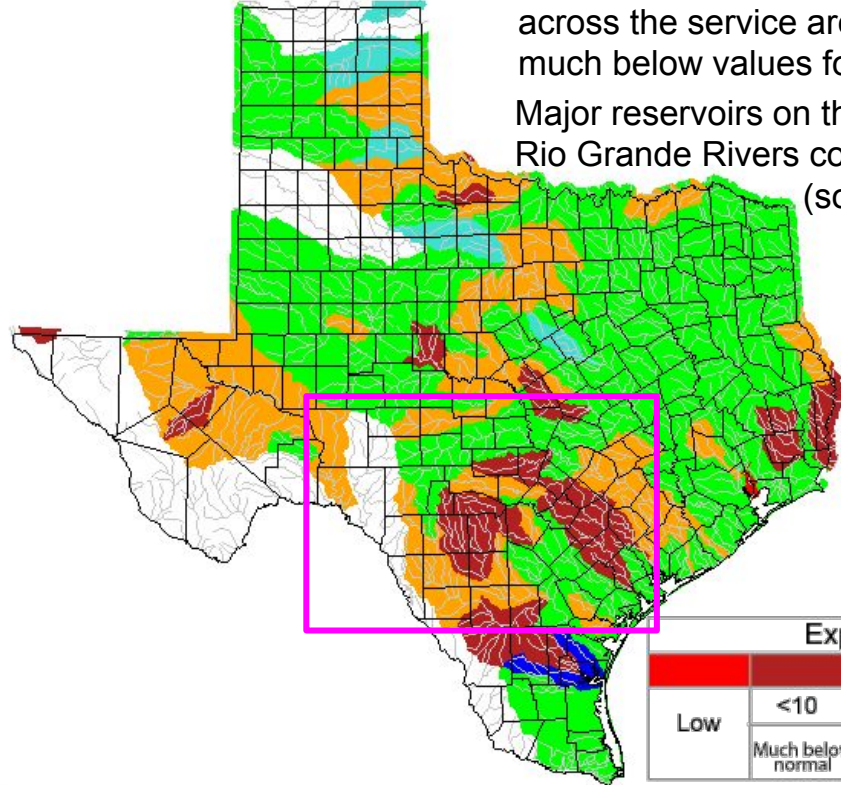 across the service are
much below values fo
Major reservoirs on th
Rio Grande Rivers co
(so
Exp
Low
<10
Much below
normal